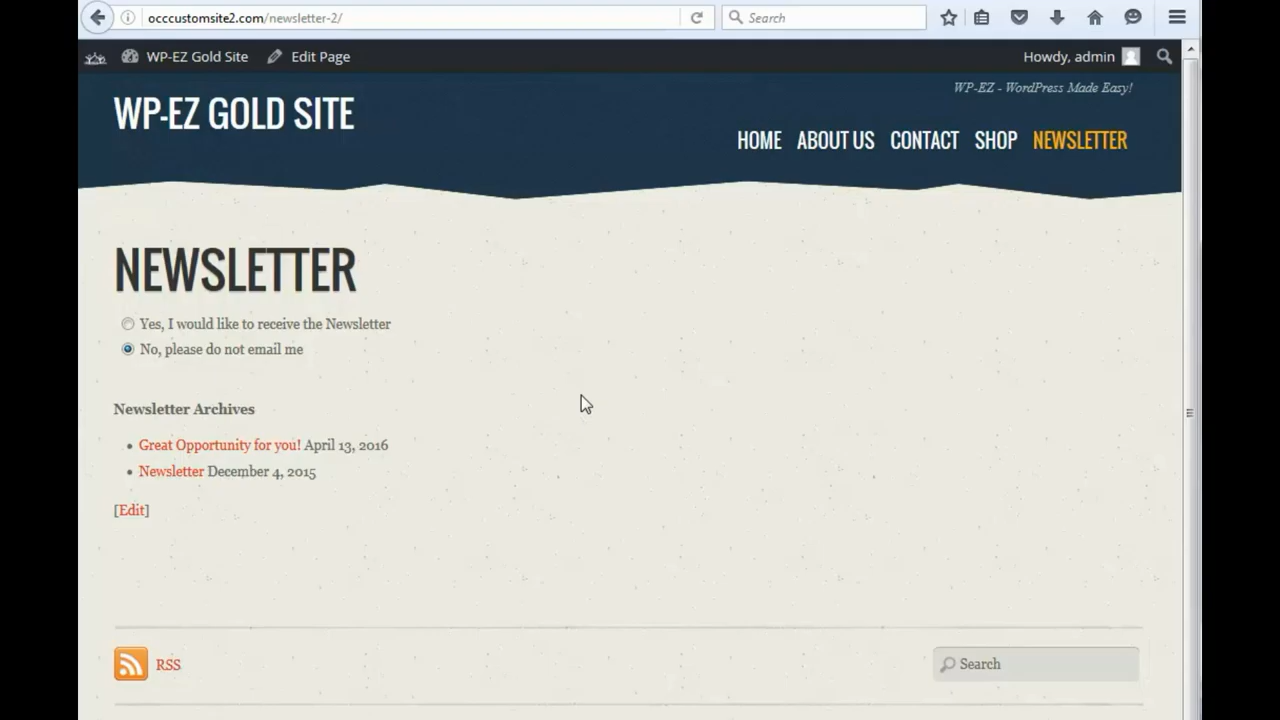 occcustomsite2.com/newsletter-2/
Search
WP-EZ Gold Site
Edit Page
Howdy, admin
WP-EZ - WordPress Made Easy!
WP-EZ GOLD SITE
HOME ABOUT US CONTACT SHOP NEWSLETTER
NEWSLETTER
Yes, I would like to receive the Newsletter
No, please do not email me
Newsletter Archives
Great Opportunity for you! April 13, 2016
Newsletter December 4, 2015
[Edit]
RSS
Search